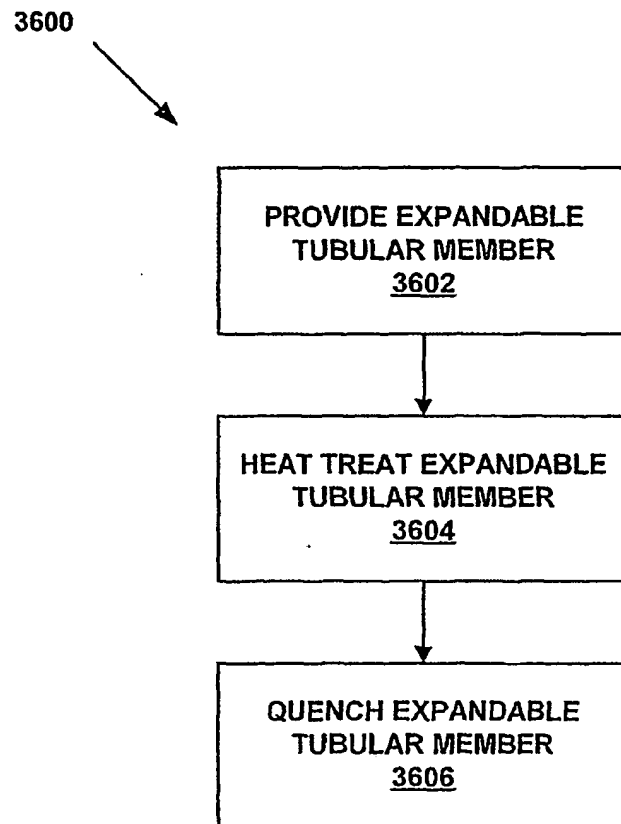 3600
PROVIDE EXPANDABLE
TUBULAR MEMBER
3602
HEAT TREAT EXPANDABLE
TUBULAR MEMBER
3604
QUENCH EXPANDABLE
TUBULAR MEMBER
3606